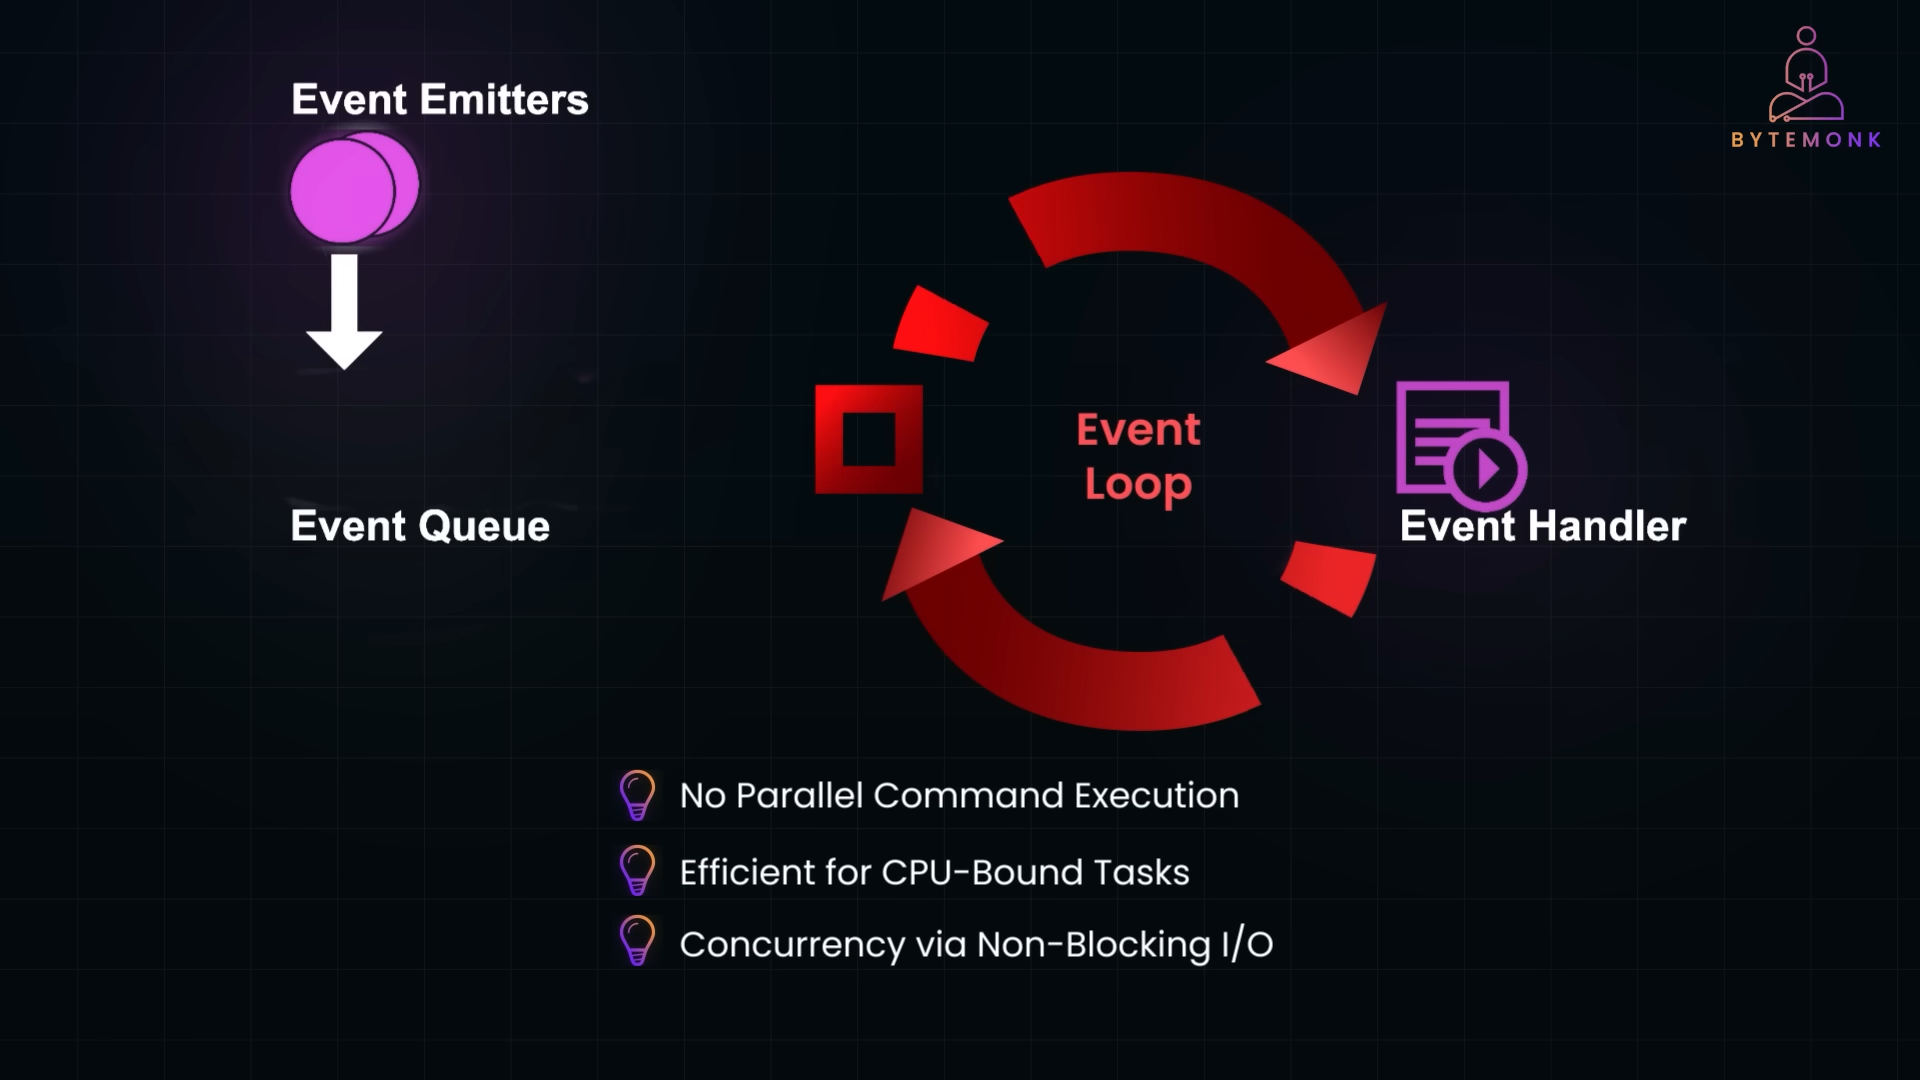 Event Emitters
BYTEMONK
Event
Loop
Event Queue
Event Handler
No Parallel Command Execution
Efficient for CPU-Bound Tasks
Concurrency via Non-Blocking I/O